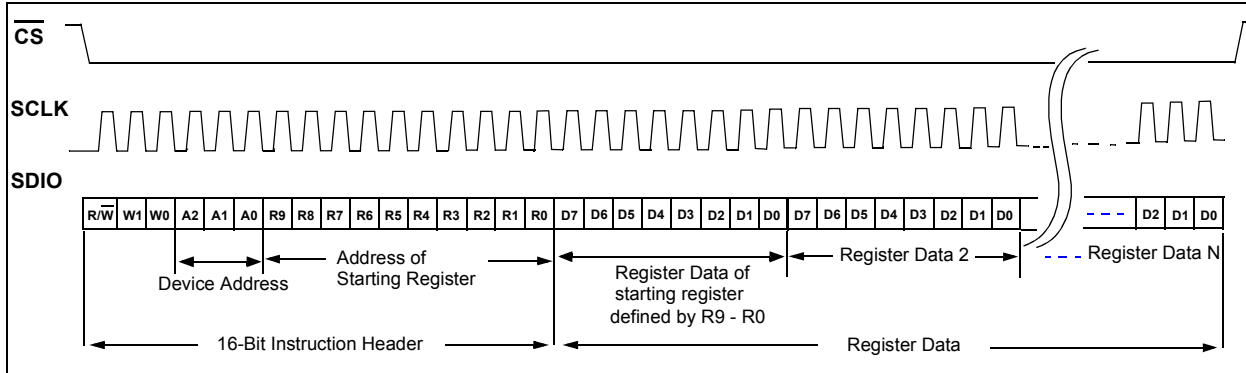 CS
SCLK
SDIO
R/W W1 W0 A2 A1 A0 R9 R8 R7 R6 R5 R4 R3 R2 R1 R0 D7 D6 D5 D4 D3 D2 D1 D0 D7 D6 D5 D4 D3 D2 D1 D0 D2 D1 D0
Device Address
Address of
Starting Register
Register Data of
starting register
defined by R9 - R0
Register Data 2
Register Data N
16-Bit Instruction Header
Register Data